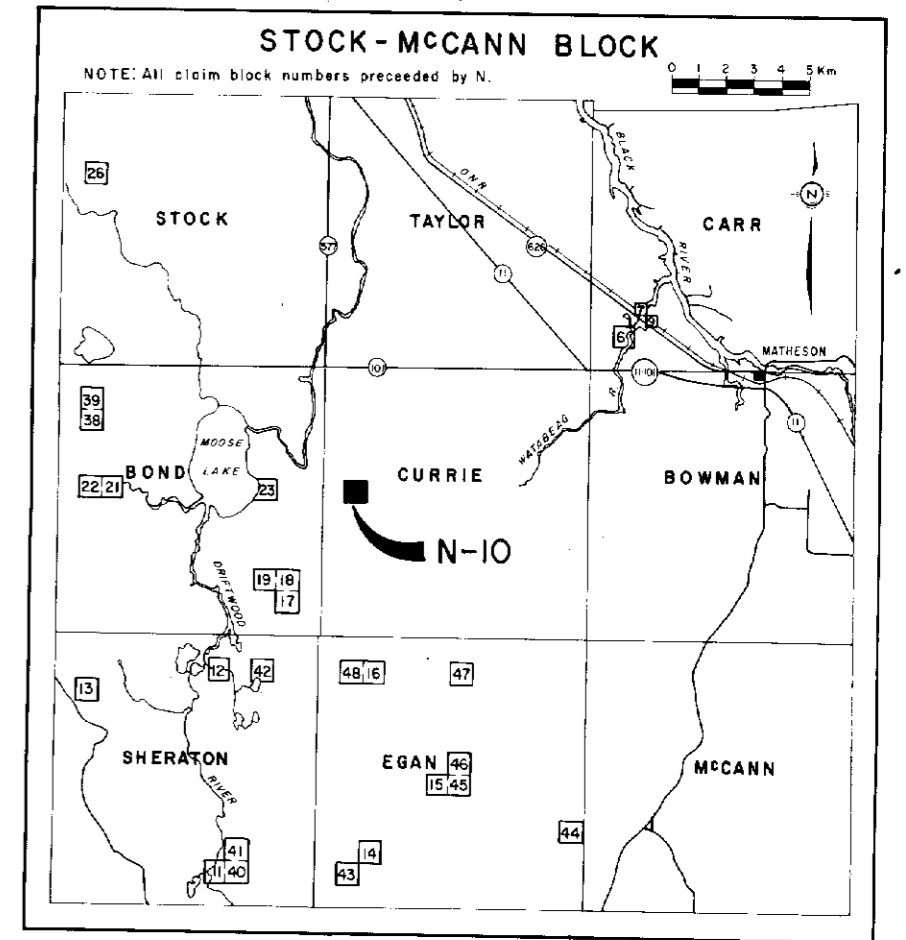 STOCK-McCANN BLOCK
NOTE: All claim block numbers preceeded by N.
0 1 2 3 4 5 Km
26
STOCK
577
TAYLOR
ONR
626
11
BLACK
RIVER
CARR
N
7
9
6
MATHESON
101
11-101
11
39
38
MOOSE
LAKE
BOND
22 21
23
CURRIE
WATABEAG
R
BOWMAN
N-10
19 18
17
DRIFTWOOD
12
42
13
48 16
47
SHERATON
RIVER
EGAN
46
15 45
McCANN
44
41
11 40
14
43